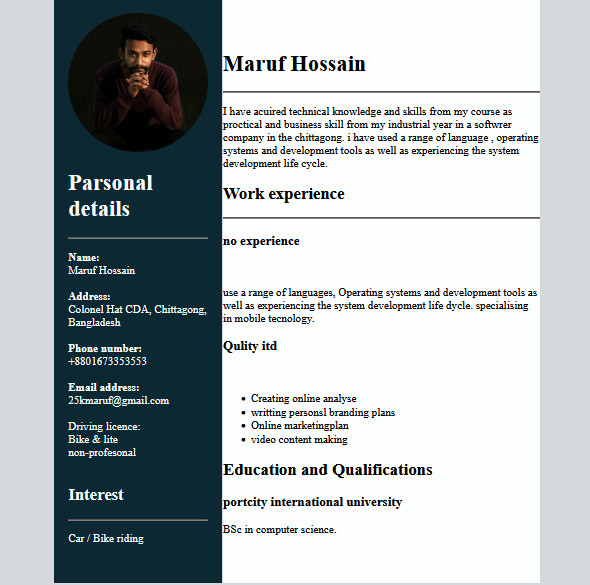 Parsonal
details
Name:
Maruf Hossain
Address:
Colonel Hat CDA, Chittagong,
Bangladesh
Phone number:
+8801673353553
Email address:
25kmaruf@gmail.com
Driving licence:
Bike & lite
non-profesonal
Interest
Car / Bike riding
Maruf Hossain
I have acuired technical knowledge and skills from my course as
proctical and business skill from my industrial year in a softwrer
company in the chittagong. i have used a range of language , operating
systems and development tools as well as experiencing the system
development life cycle.
Work experience
no experience
use a range of languages, Operating systems and development tools as
well as experiencing the system development life dycle. specialising
in mobile tecnology.
Qulity itd
Creating online analyse
writting personsl branding plans
Online marketingplan
video content making
Education and Qualifications
portcity international university
BSc in computer science.